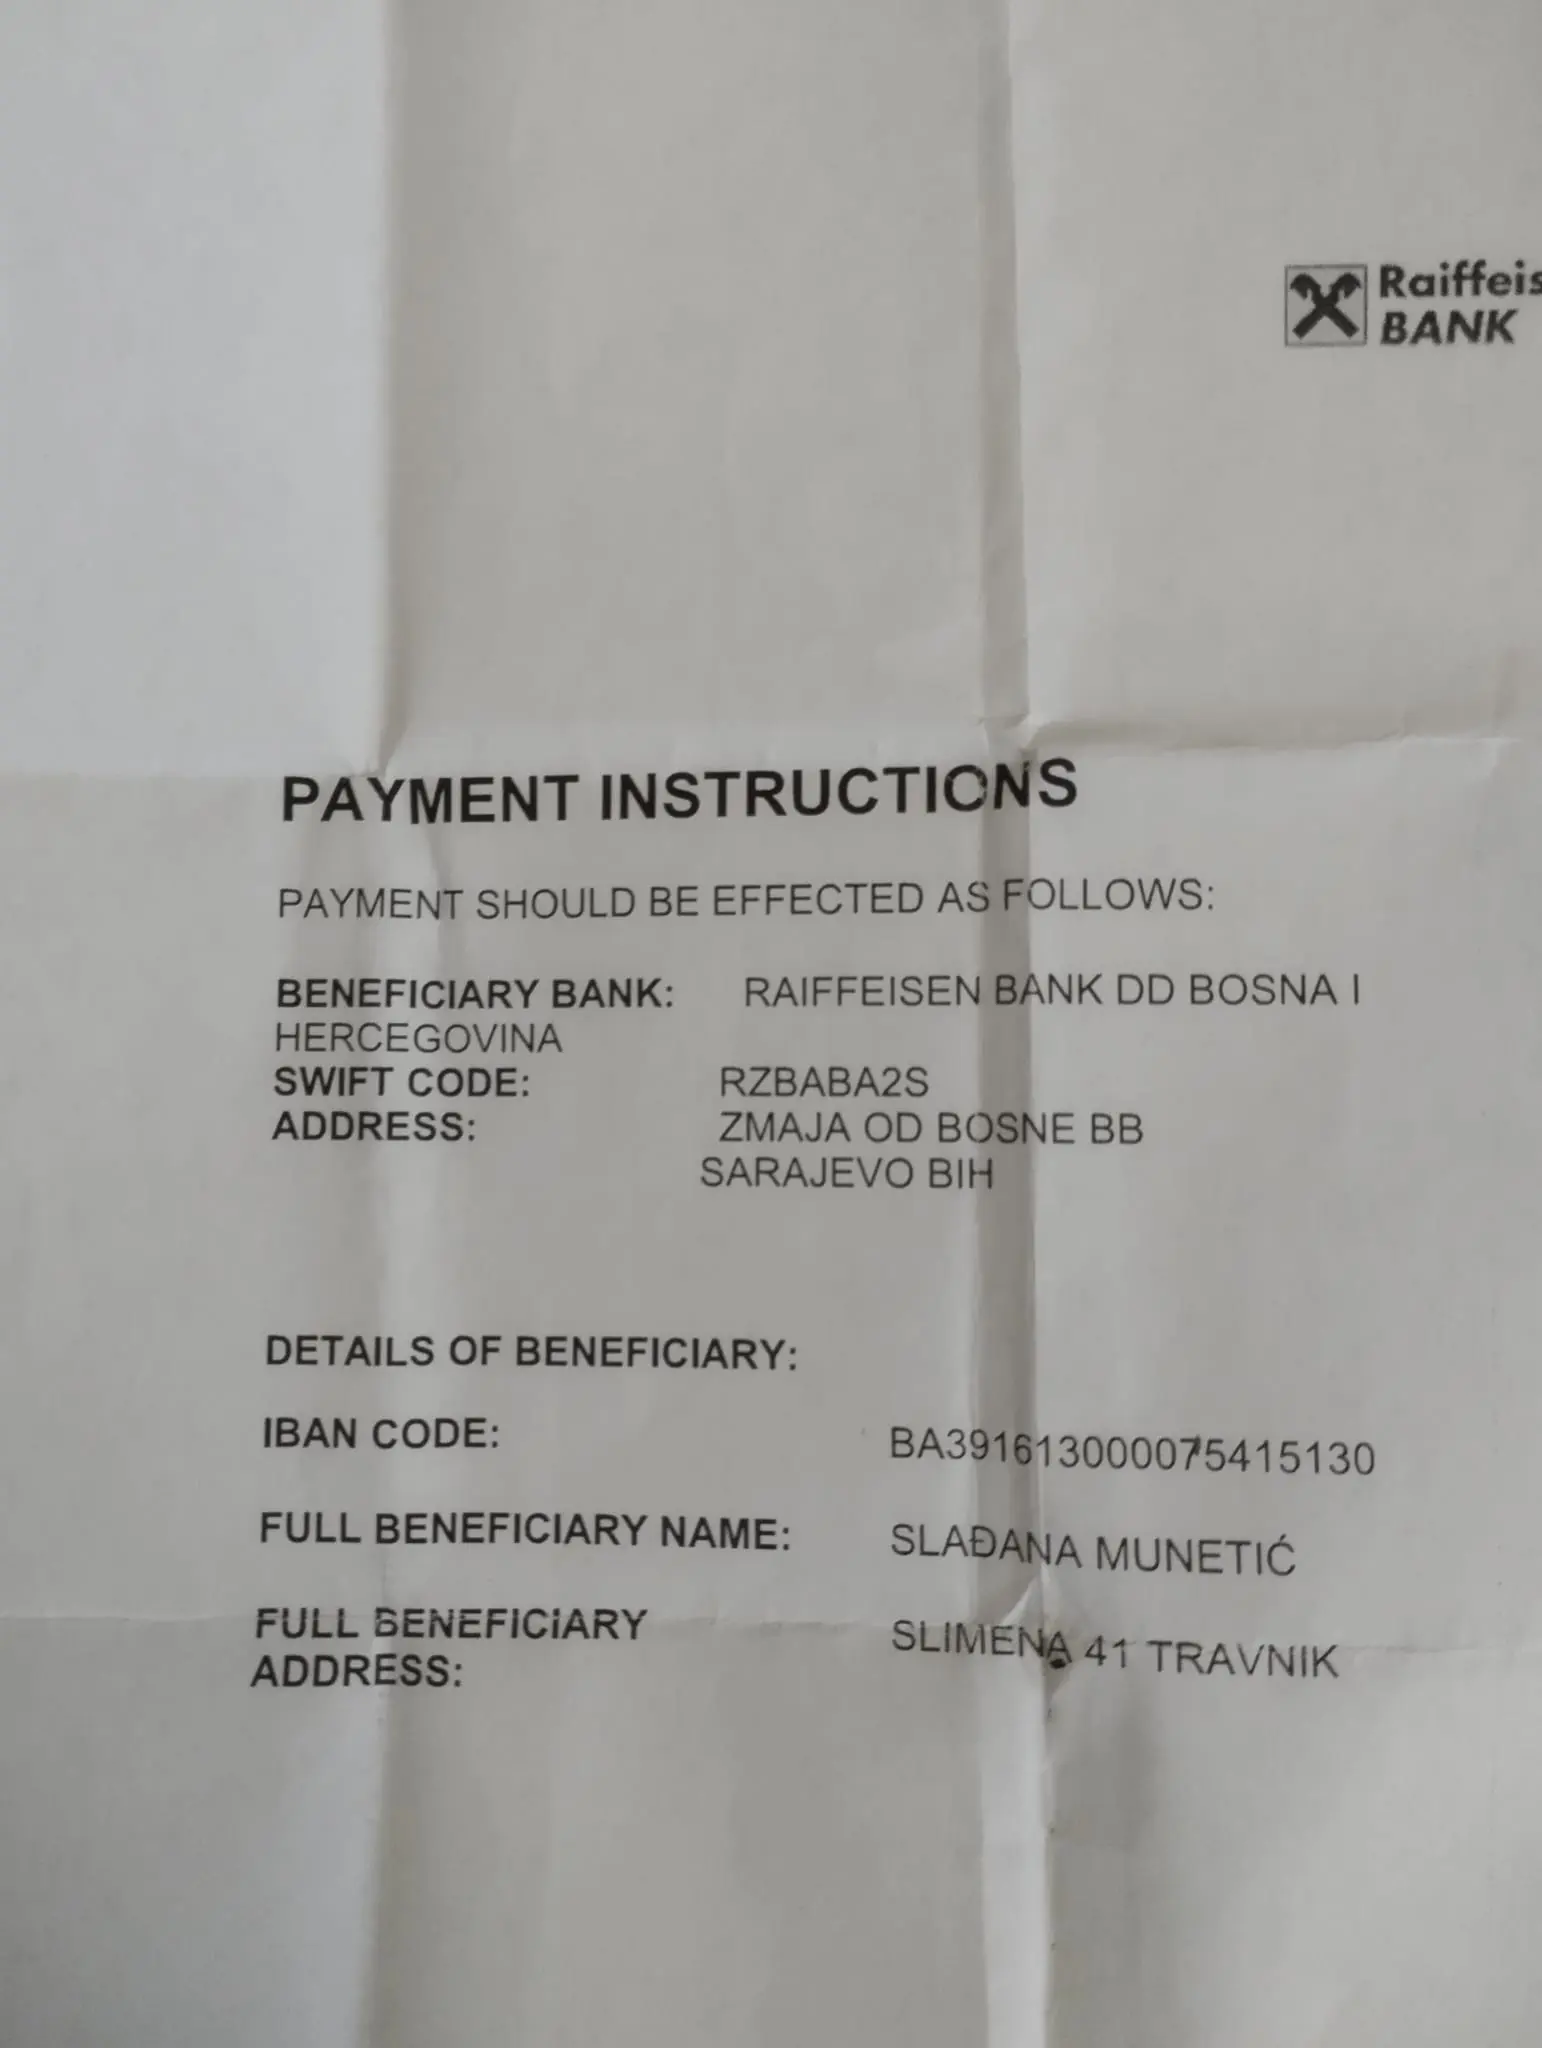 Raiffeis
BANK
PAYMENT INSTRUCTIONS
PAYMENT SHOULD BE EFFECTED AS FOLLOWS:
BENEFICIARY BANK: RAIFFEISEN BANK DD BOSNA I
HERCEGOVINA
SWIFT CODE: RZBABA2S
ADDRESS: ZMAJA OD BOSNE BB
SARAJEVO BIH
DETAILS OF BENEFICIARY:
IBAN CODE: BA391613000075415130
FULL BENEFICIARY NAME: SLAĐANA MUNETIĆ
FULL BENEFICIARY SLIMENA 41 TRAVNIK
ADDRESS: